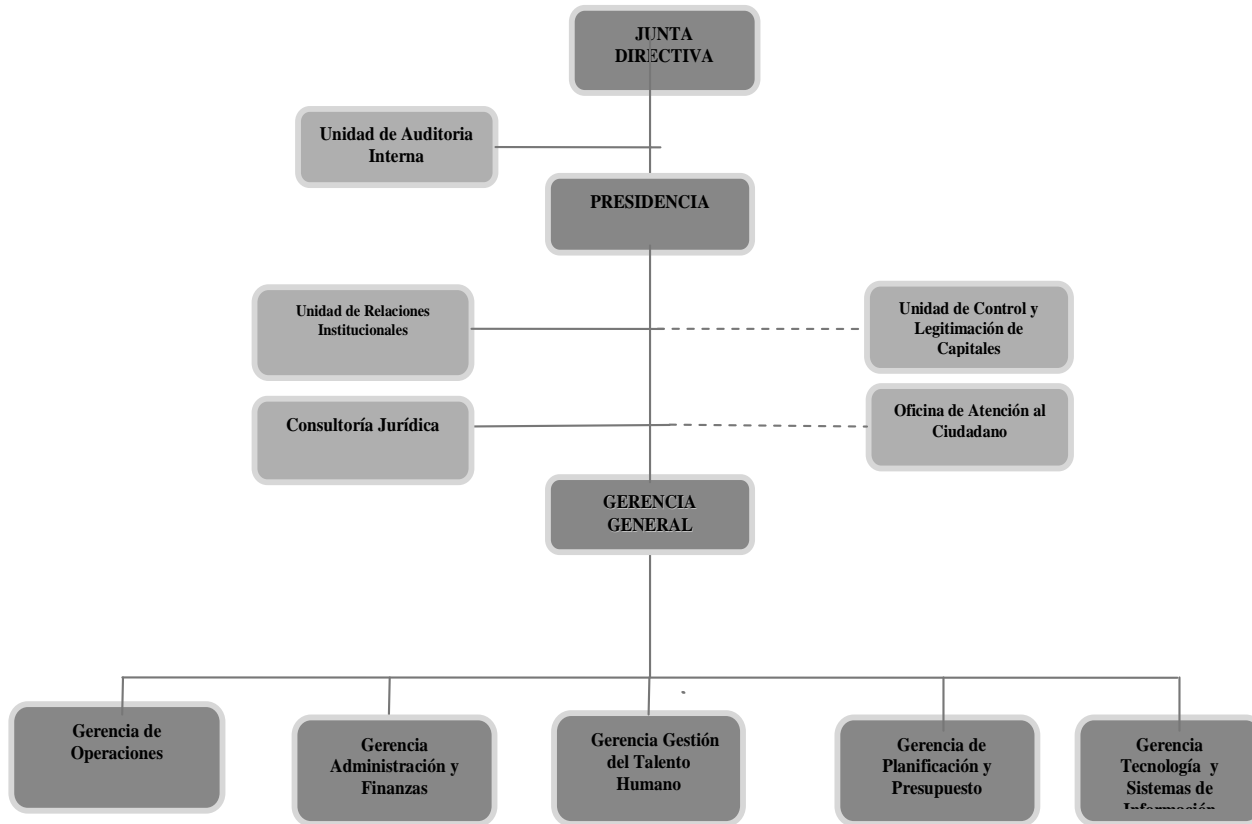 JUNTA
DIRECTIVA
Unidad de Auditoria
Interna
PRESIDENCIA
Unidad de Relaciones
Institucionales
Unidad de Control y
Legitimación de
Capitales
Consultoría Jurídica
Oficina de Atención al
Ciudadano
GERENCIA
GENERAL
Gerencia de
Operaciones
Gerencia
Administración y
Finanzas
Gerencia Gestión
del Talento
Humano
Gerencia de
Planificación y
Presupuesto
Gerencia
Tecnología y
Sistemas de
Información